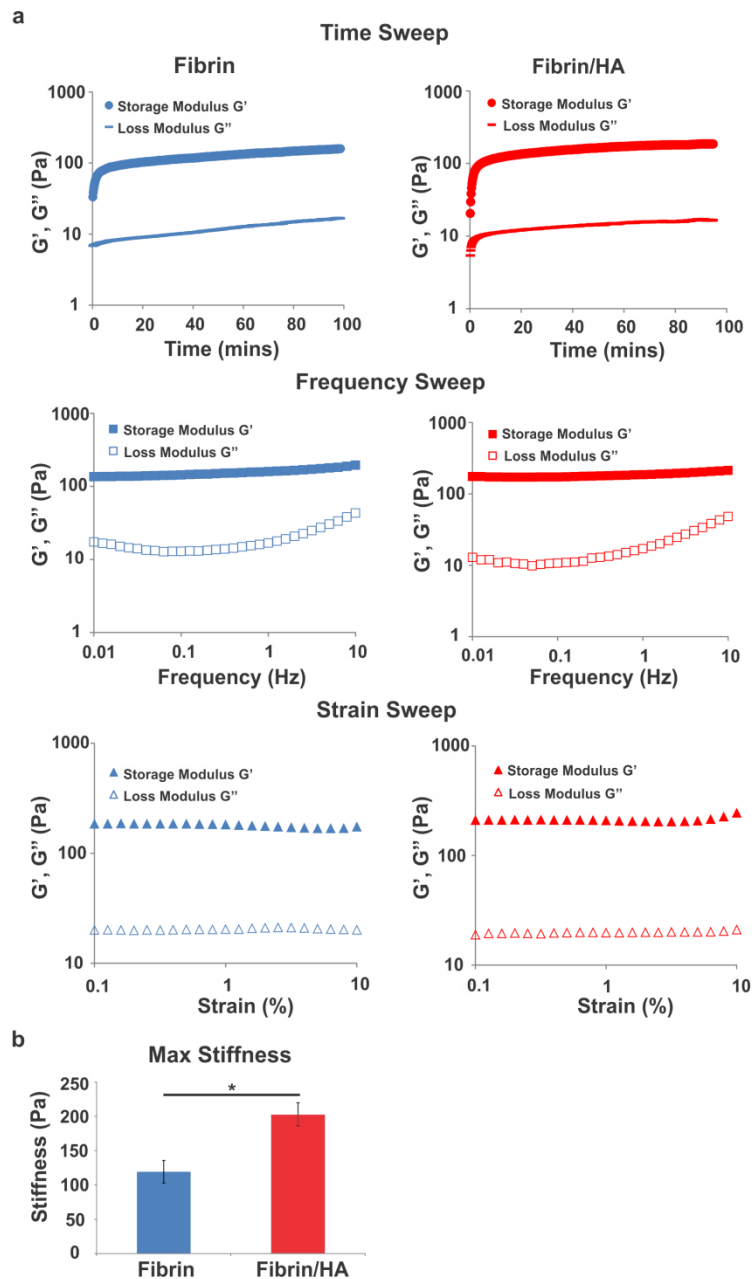 a
Time Sweep
Fibrin
Fibrin/HA
1000
100
10
1
G’, G” (Pa)
Storage Modulus G’
Loss Modulus G”
0 20 40 60 80 100
Time (mins)
1000
100
10
1
G’, G” (Pa)
Storage Modulus G’
Loss Modulus G”
0 20 40 60 80 100
Time (mins)
Frequency Sweep
1000
100
10
1
G’, G” (Pa)
Storage Modulus G’
Loss Modulus G”
0.01 0.1 1 10
Frequency (Hz)
1000
100
10
1
G’, G” (Pa)
Storage Modulus G’
Loss Modulus G”
0.01 0.1 1 10
Frequency (Hz)
Strain Sweep
1000
100
10
G’, G” (Pa)
Storage Modulus G’
Loss Modulus G”
0.1 1 10
Strain (%)
1000
100
10
G’, G” (Pa)
Storage Modulus G’
Loss Modulus G”
0.1 1 10
Strain (%)
b
Max Stiffness
250
200
150
100
50
0
Stiffness (Pa)
*
Fibrin Fibrin/HA